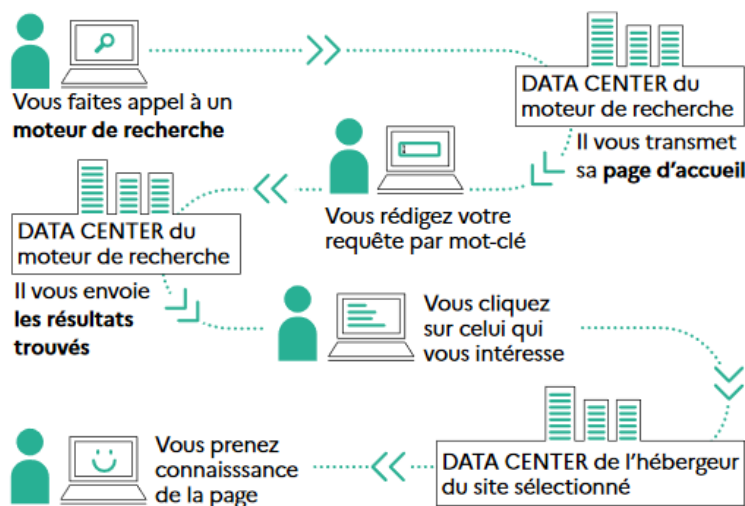 Vous faites appel à un
moteur de recherche
DATA CENTER du
moteur de recherche
Il vous transmet
sa page d'accueil
Vous rédigez votre
requête par mot-clé
DATA CENTER du
moteur de recherche
Il vous envoie
les résultats
trouvés
Vous cliquez
sur celui qui
vous intéresse
DATA CENTER de l'hébergeur
du site sélectionné
Vous prenez
connaisssance
de la page